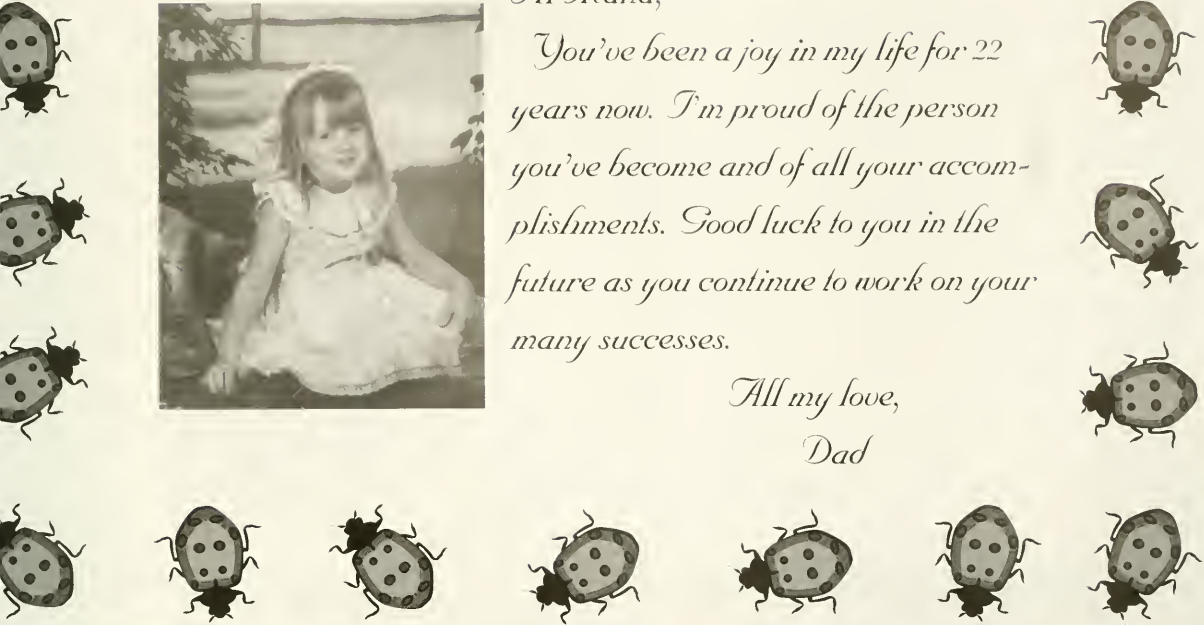 You've been a joy in my life for 22
years now. I'm proud of the person
you've become and of all your accom-
plishments. Good luck to you in the
future as you continue to work on your
many successes.
All my love,
Dad